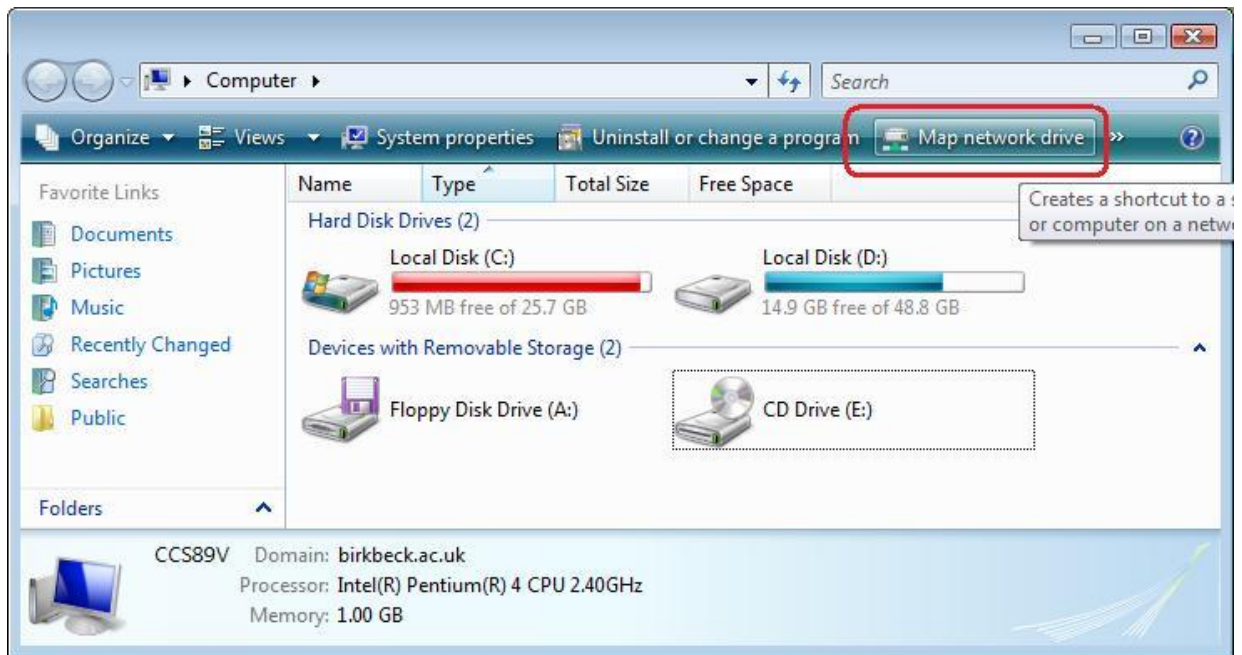 Computer
Search
Organize Views System properties Uninstall or change a program Map network drive »
Creates a shortcut to a
or computer on a
Favorite Links
Documents
Pictures
Music
Recently Changed
Searches
Public
Folders
Name Type Total Size Free Space
Hard Disk Drives (2)
Local Disk (C:)
953 MB free of 25.7 GB
Local Disk (D:)
14.9 GB free of 48.8 GB
Devices with Removable Storage (2)
Floppy Disk Drive (A:)
CD Drive (E:)
CCS89V Domain: birkbeck.ac.uk
Processor: Intel(R) Pentium(R) 4 CPU 2.40GHz
Memory: 1.00 GB